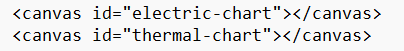 <canvas id="electric-chart"></canvas>
<canvas id="thermal-chart"></canvas>